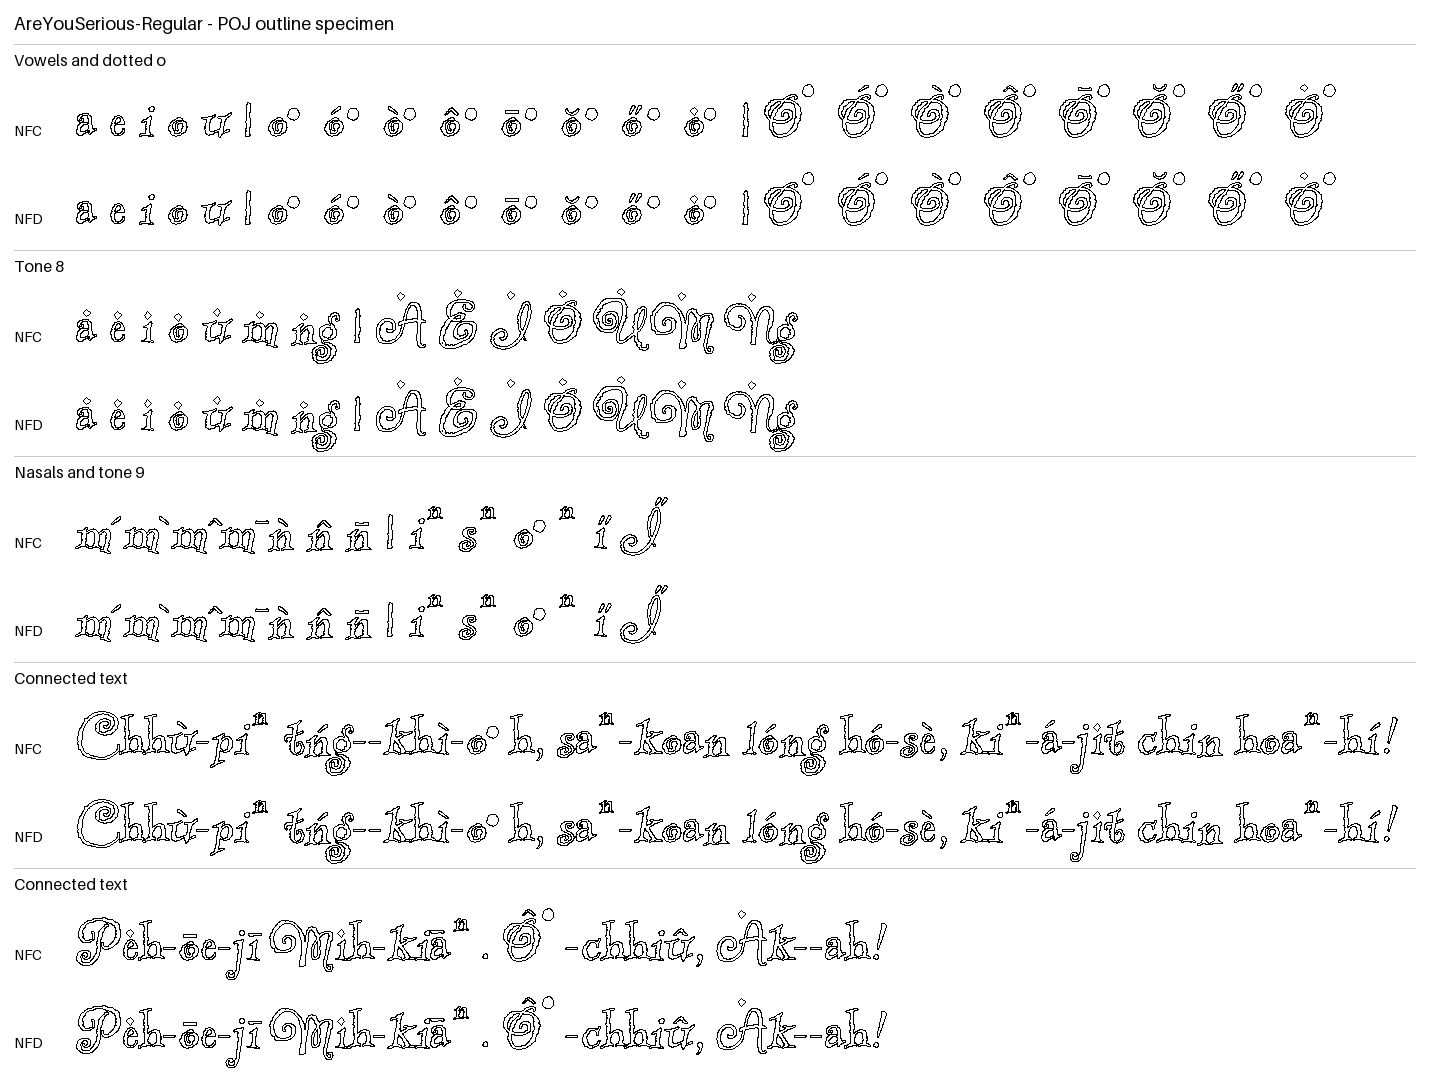 AreYouSerious-Regular - POJ outline specimen
Vowels and dotted o
NFC a e i o u | o͘ ó͘ ò͘ ô͘ ō͘ ŏ͘ ő͘ o̍͘ | O͘ Ó͘ Ò͘ Ô͘ Ō͘ Ŏ͘ Ő͘ O̍͘
NFD a e i o u | o͘ ó͘ ò͘ ô͘ ō͘ ŏ͘ ő͘ o̍͘ | O͘ Ó͘ Ò͘ Ô͘ Ō͘ Ŏ͘ Ő͘ O̍͘
Tone 8
NFC a̍ e̍ i̍ o̍ u̍ m̍ n̍g | A̍ E̍ I̍ O̍ U̍ M̍ N̍g
NFD a̍ e̍ i̍ o̍ u̍ m̍ n̍g | A̍ E̍ I̍ O̍ U̍ M̍ N̍g
Nasals and tone 9
NFC ḿ m̀ m̂ m̄ ǹ n̂ n̄ | iⁿ sⁿ o͘ⁿ i̋ I̋
NFD ḿ m̀ m̂ m̄ ǹ n̂ n̄ | iⁿ sⁿ o͘ⁿ i̋ I̋
Connected text
NFC Chhù-piⁿ tńg--khì-o͘h, saⁿ-koan lóng hó-sè, kiⁿ-á-ji̍t chin hoaⁿ-hí!
NFD Chhù-piⁿ tńg--khì-o͘h, saⁿ-koan lóng hó-sè, kiⁿ-á-ji̍t chin hoaⁿ-hí!
Connected text
NFC Pe̍h-ōe-jī Mi̍h-kiāⁿ. Ô͘-chhiû, A̍k--ah!
NFD Pe̍h-ōe-jī Mi̍h-kiāⁿ. Ô͘-chhiû, A̍k--ah!